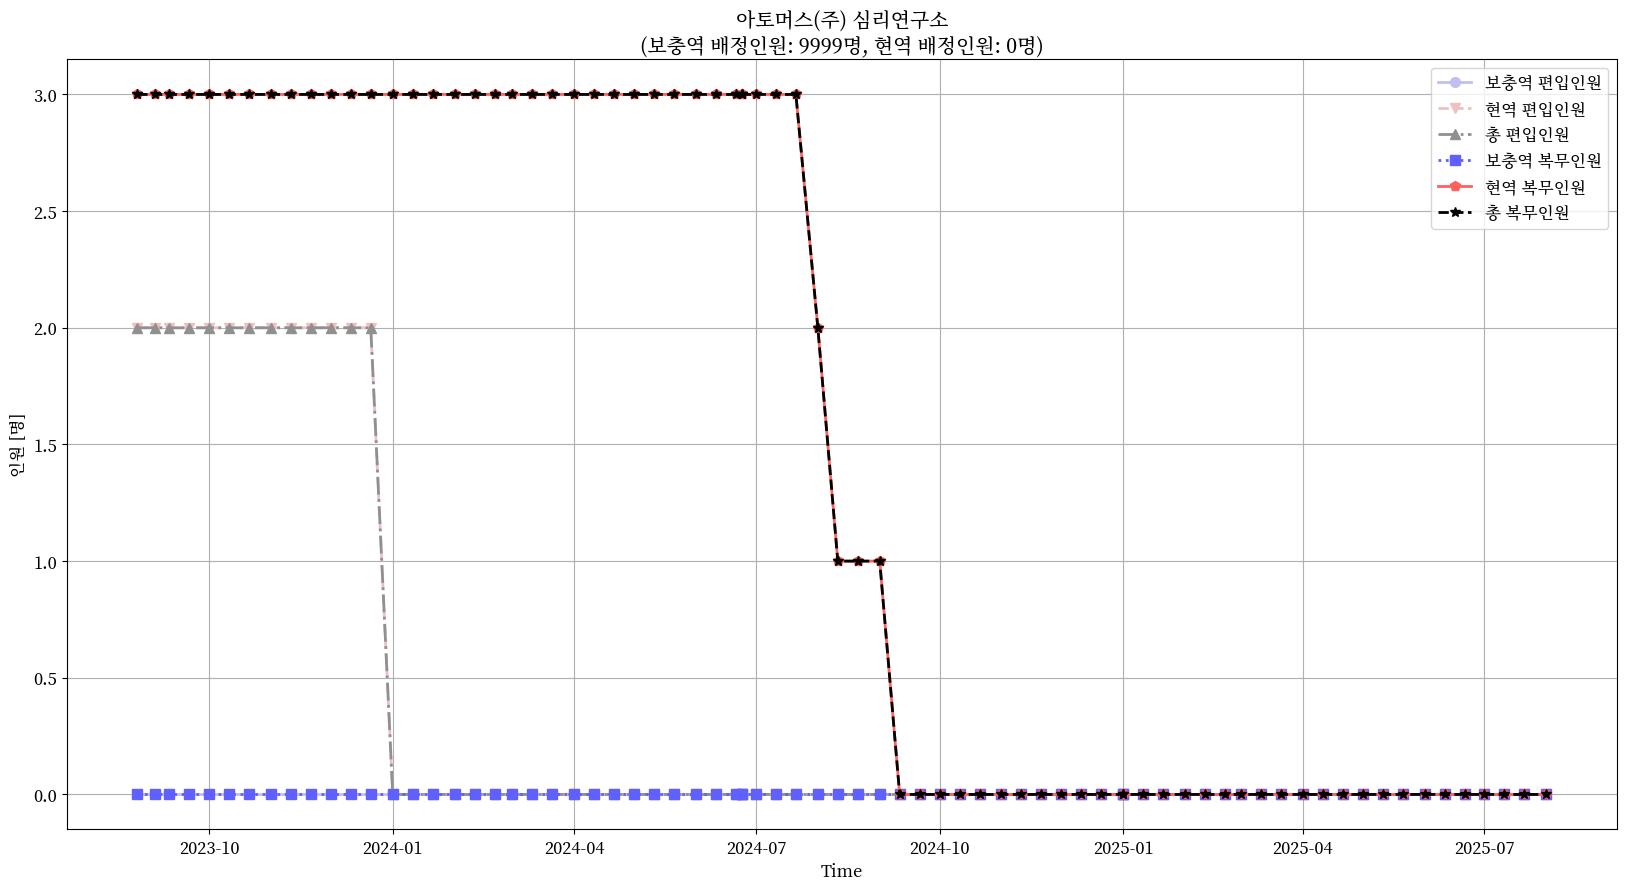 아토머스(주) 심리연구소
(보충역 배정인원: 9999명, 현역 배정인원: 0명)
보충역 편입인원
현역 편입인원
총 편입인원
보충역 복무인원
현역 복무인원
총 복무인원
인원 [명]
3.0
2.5
2.0
1.5
1.0
0.5
0.0
2023-10
2024-01
2024-04
2024-07
2024-10
2025-01
2025-04
2025-07
Time